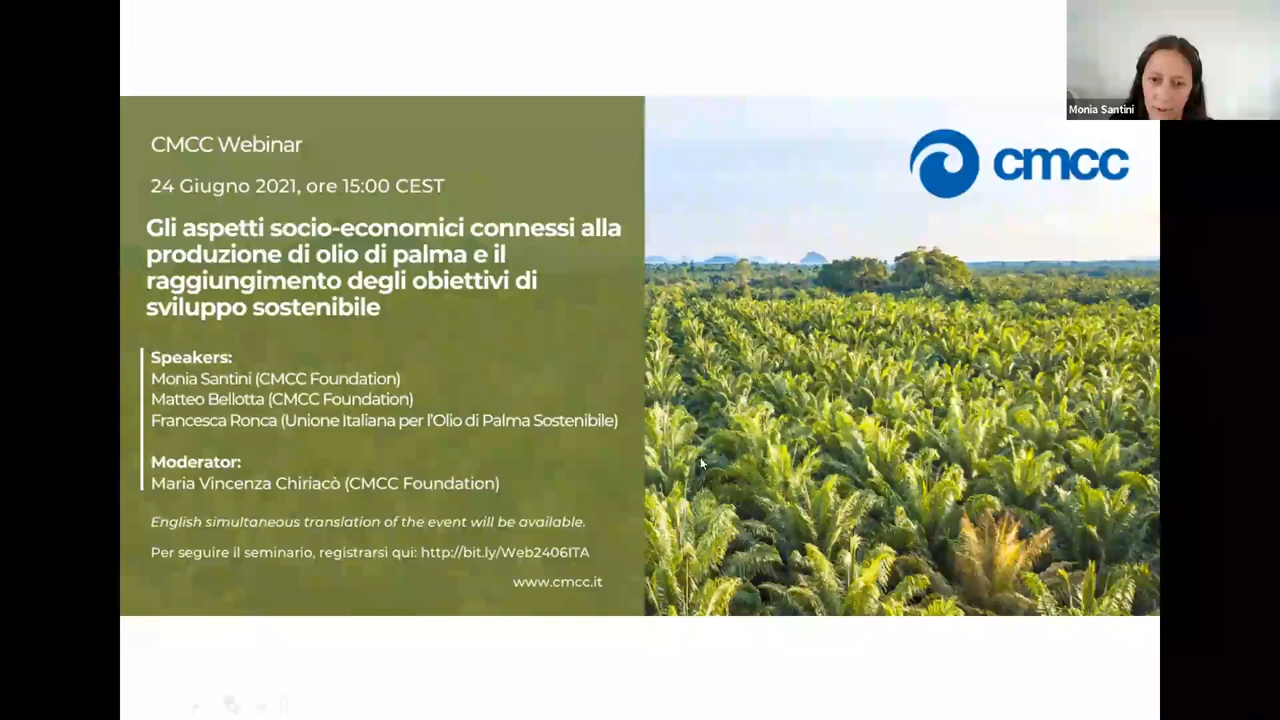 Monia Santini
CMCC Webinar
24 Giugno 2021, ore 15:00 CEST
Gli aspetti socio-economici connessi alla
produzione di olio di palma e il
raggiungimento degli obiettivi di
sviluppo sostenibile
Speakers:
Monia Santini (CMCC Foundation)
Matteo Bellotta (CMCC Foundation)
Francesca Ronca (Unione Italiana per l'Olio di Palma Sostenibile)
Moderator:
Maria Vincenza Chiriacò (CMCC Foundation)
English simultaneous translation of the event will be available.
Per seguire il seminario, registrarsi qui: http://bit.ly/Web2406ITA
www.cmcc.it
cmcc